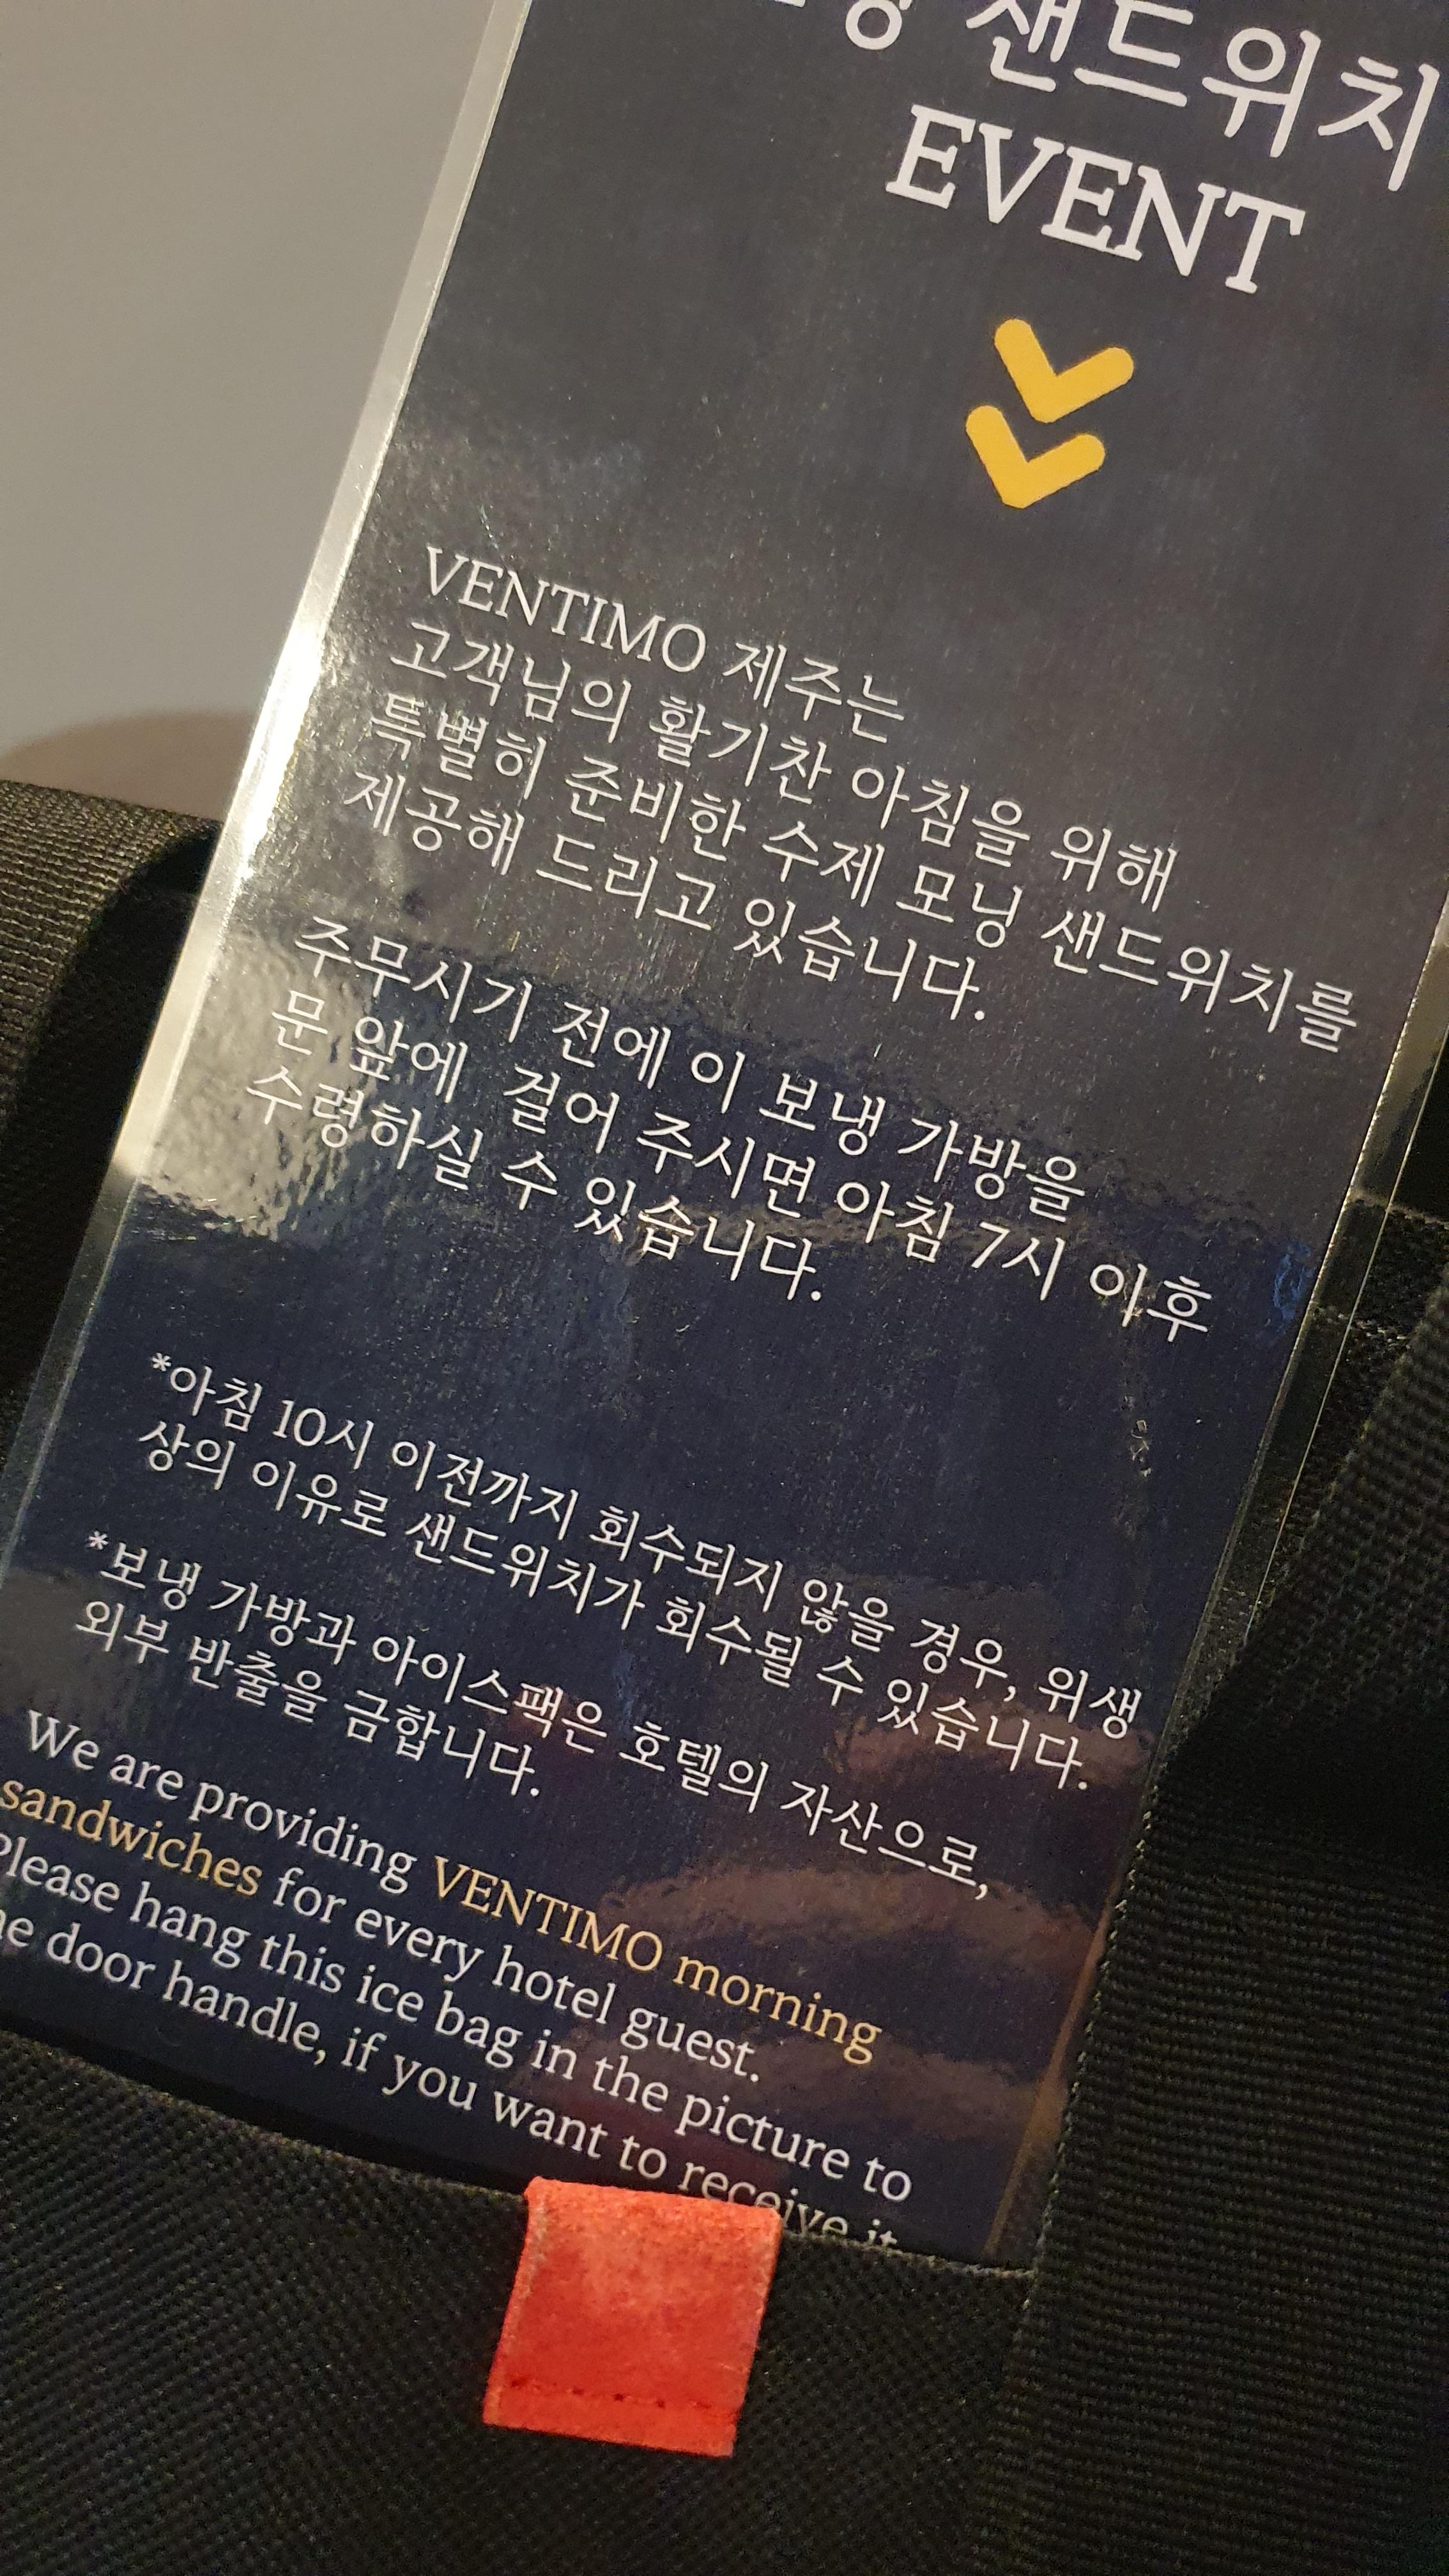 샌드위치
EVENT
VENTIMO 제주는
고객님의 활기찬 아침을 위해
특별히 준비한 수제 모닝 샌드위치를
제공해 드리고 있습니다.
주무시기 전에 이 보냉 가방을
문 앞에 걸어 주시면 아침 7시 이후
수령하실 수 있습니다.
*아침 10시 이전까지 회수되지 않을 경우, 위생
상의 이유로 샌드위치가 회수될 수 있습니다.
*보냉 가방과 아이스팩은 호텔의 자산으로,
외부 반출을 금합니다.
We are providing VENTIMO morning
sandwiches for every hotel guest.
Please hang this ice bag in the picture to
door handle, if you want to receive it